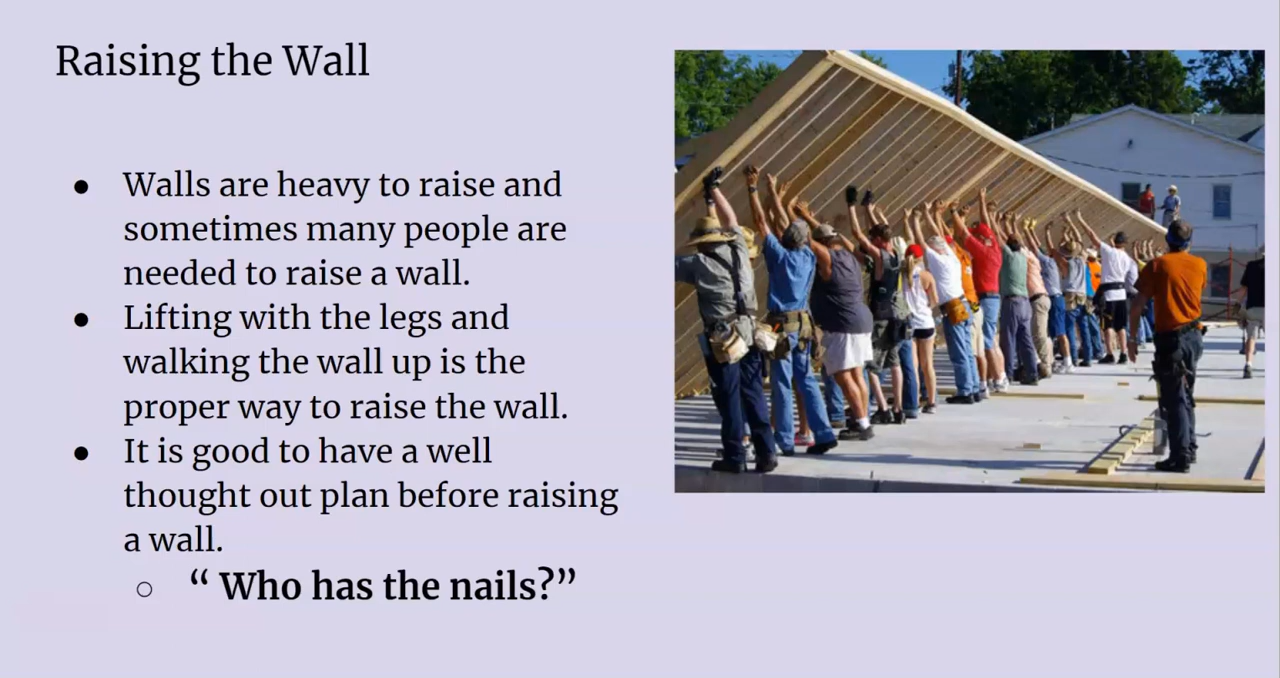 Raising the Wall
● Walls are heavy to raise and
sometimes many people are
needed to raise a wall.
● Lifting with the legs and
walking the wall up is the
proper way to raise the wall.
● It is good to have a well
thought out plan before raising
a wall.
○ “ Who has the nails?”